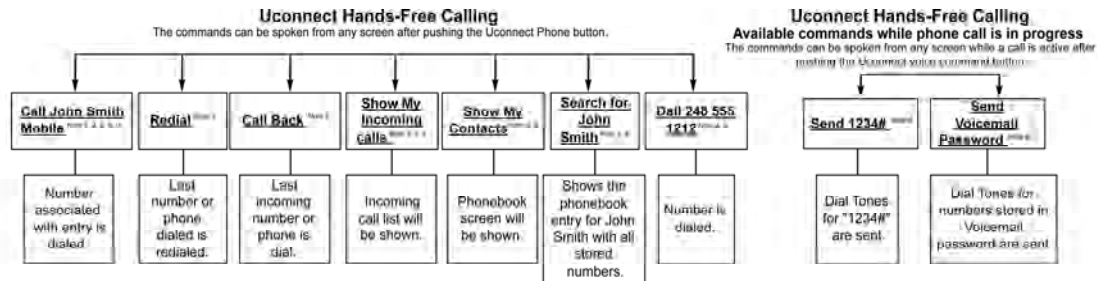 Uconnect Hands-Free Calling
The commands can be spoken from any screen after pushing the Uconnect Phone button.
Call John Smith
Mobile
Redial
Call Back
Show My
Incoming
calls
Show My
Contacts
Search for
John
Smith
Dail 248 555
1212
Number
associated
with entry is
dialed
Last
number or
phone
dialed is
redialed.
Last
incoming
number or
phone is
dial.
Incoming
call list will
be shown.
Phonebook
screen will
be shown.
Shows the
phonebook
entry for John
Smith with all
stored
numbers.
Number is
dialed.
Uconnect Hands-Free Calling
Available commands while phone call is in progress
The commands can be spoken from any screen while a call is active after
pushing the Uconnect voice command button
Send 1234#
Send
Voicemail
Password
Dial Tones
for "1234#"
are sent
Dial Tones for
numbers stored in
Voicemail
password are sent